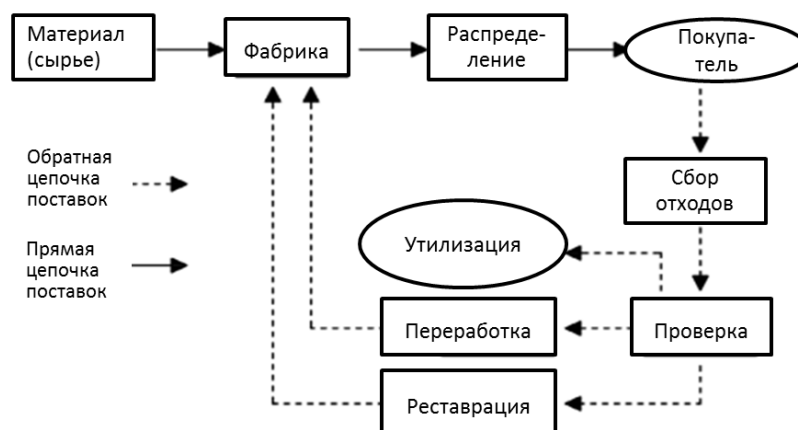 Материал
(сырье)
Фабрика
Распреде-
ление
Покупа-
тель
Обратная
цепочка
поставок
Сбор
отходов
Утилизация
Прямая
цепочка
поставок
Переработка
Проверка
Реставрация